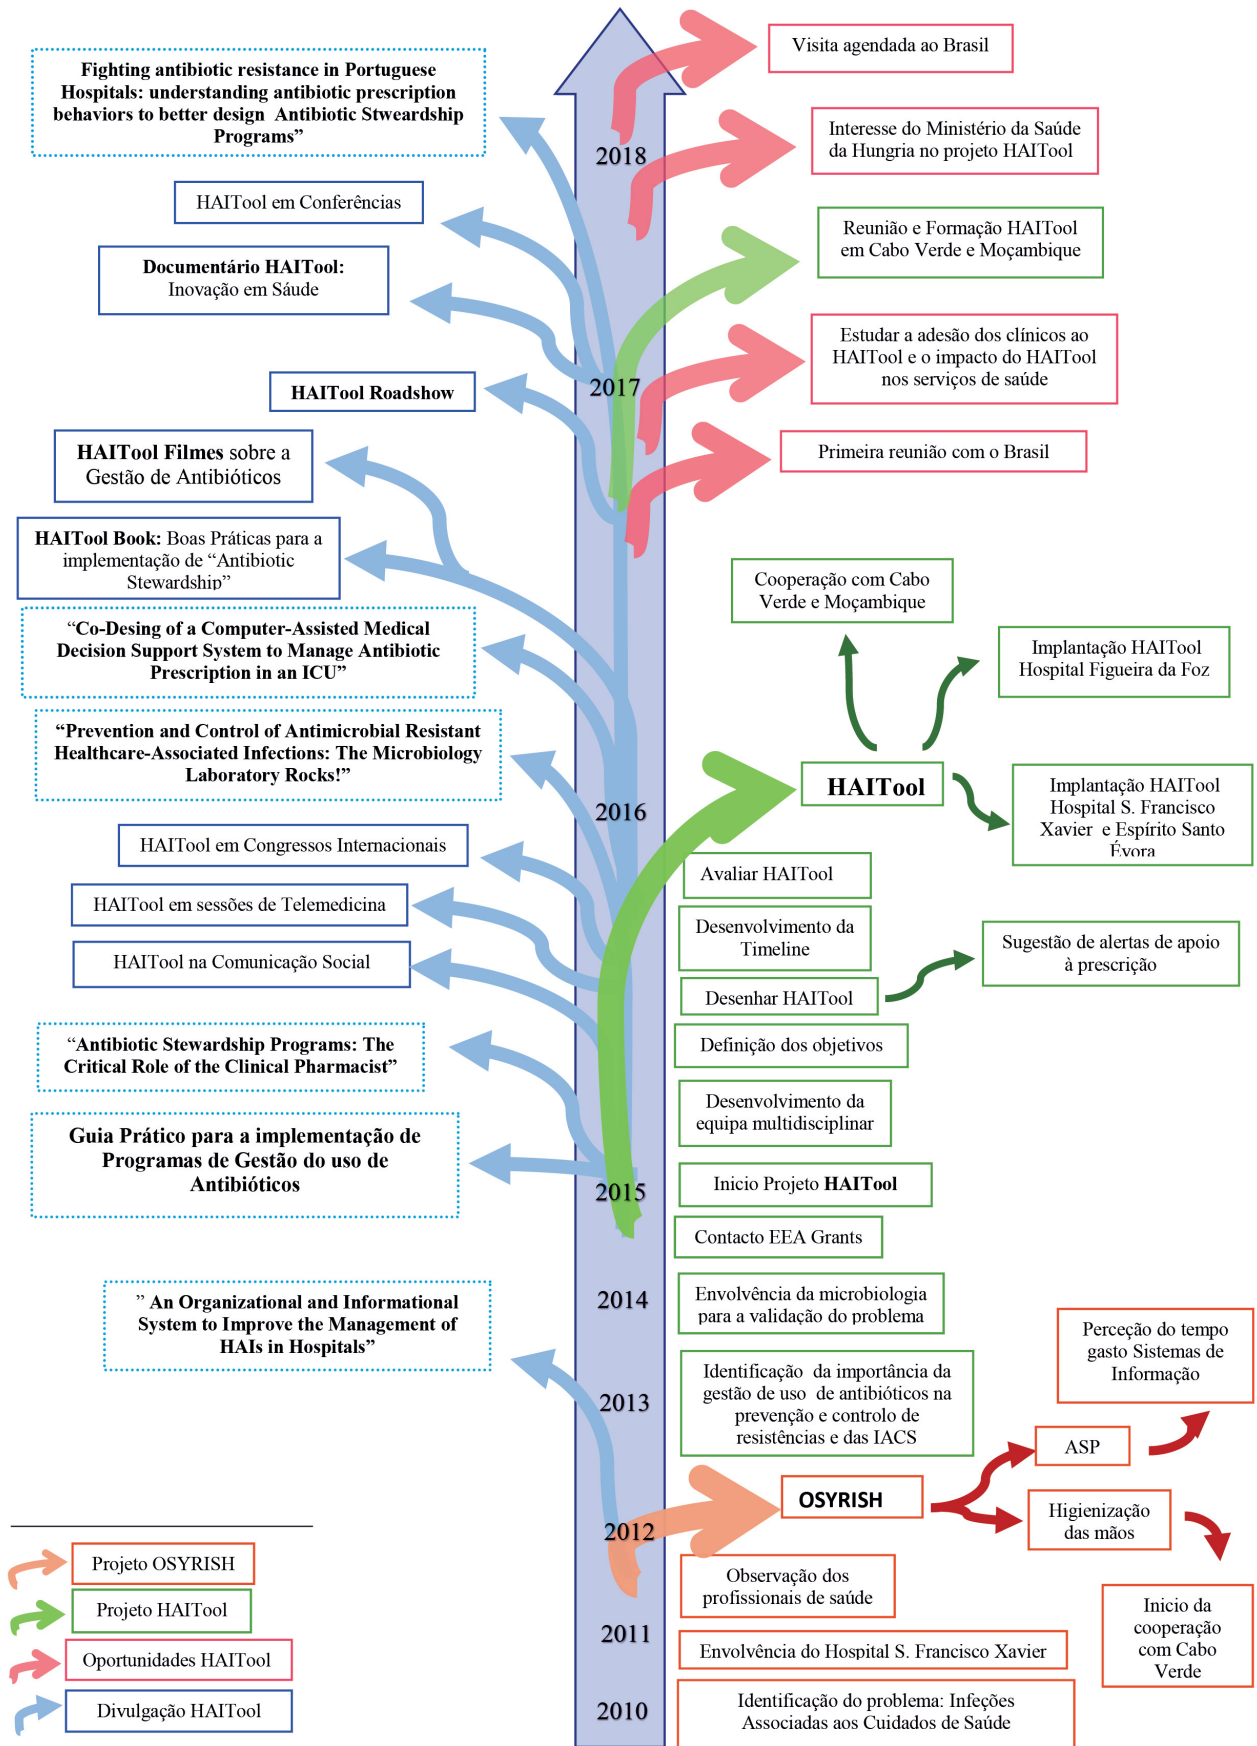 Visita agendada ao Brasil
Fighting antibiotic resistance in Portuguese
Hospitals: understanding antibiotic prescription
behaviors to better design Antibiotic Stweardship
Programs”
2018
Interesse do Ministério da Saúde
da Hungria no projeto HAITool
HAITool em Conferências
Reunião e Formação HAITool
em Cabo Verde e Moçambique
Documentário HAITool:
Inovação em Sáude
Estudar a adesão dos clínicos ao
HAITool e o impacto do HAITool
nos serviços de saúde
HAITool Roadshow
2017
Primeira reunião com o Brasil
HAITool Filmes sobre a
Gestão de Antibióticos
HAITool Book: Boas Práticas para a
implementação de “Antibiotic
Stewardship”
Cooperação com Cabo
Verde e Moçambique
“Co-Desing of a Computer-Assisted Medical
Decision Support System to Manage Antibiotic
Prescription in an ICU”
Implantação HAITool
Hospital Figueira da Foz
“Prevention and Control of Antimicrobial Resistant
Healthcare-Associated Infections: The Microbiology
Laboratory Rocks!”
HAITool
2016
Implantação HAITool
Hospital S. Francisco
Xavier e Espírito Santo
Évora
HAITool em Congressos Internacionais
Avaliar HAITool
HAITool em sessões de Telemedicina
Desenvolvimento da
Timeline
HAITool na Comunicação Social
Sugestão de alertas de apoio
à prescrição
Desenhar HAITool
“Antibiotic Stewardship Programs: The
Critical Role of the Clinical Pharmacist”
Definição dos objetivos
Desenvolvimento da
equipa multidisciplinar
Guia Prático para a implementação de
Programas de Gestão do uso de
Antibióticos
2015
Inicio Projeto HAITool
Contacto EEA Grants
” An Organizational and Informational
System to Improve the Management of
HAIs in Hospitals”
2014
Envolvência da microbiologia
para a validação do problema
Perceção do tempo
gasto Sistemas de
Informação
2013
Identificação da importância da
gestão de uso de antibióticos na
prevenção e controlo de
resistências e das IACS
ASP
OSYRISH
Higienização
das mãos
2012
Observação dos
profissionais de saúde
Projeto OSYRISH
Projeto HAITool
Oportunidades HAITool
Divulgação HAITool
2011
Envolvência do Hospital S. Francisco Xavier
Inicio da
cooperação
com Cabo
Verde
2010
Identificação do problema: Infeções
Associadas aos Cuidados de Saúde